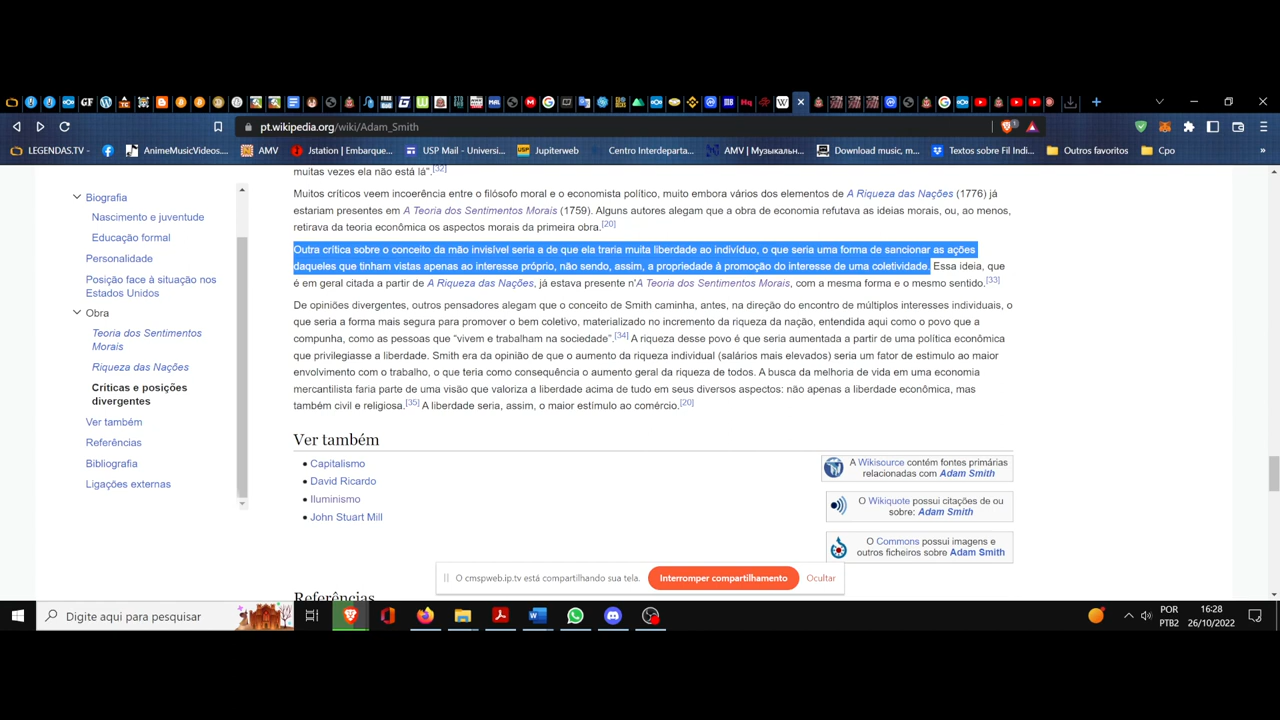 pt.wikipedia.org/wiki/Adam_Smith
1
LEGENDAS.TV
AnimeMusicVideos...
AMV
Jstation | Embarque...
USP Mail - Universi...
Jupiterweb
Centro Interdeparta...
AMV | Музыкальн...
Download music, m...
Textos sobre Fil Indi...
Outros favoritos
Cpo
»
Biografia
Nascimento e juventude
Educação formal
Personalidade
Posição face à situação nos
Estados Unidos
Obra
Teoria dos Sentimentos
Morais
Riqueza das Nações
Críticas e posições
divergentes
Ver também
Referências
Bibliografia
Ligações externas
muitas vezes ela não está lá".[32]
Muitos críticos veem incoerência entre o filósofo moral e o economista político, muito embora vários dos elementos de A Riqueza das Nações (1776) já
estariam presentes em A Teoria dos Sentimentos Morais (1759). Alguns autores alegam que a obra de economia refutava as ideias morais, ou, ao menos,
retirava da teoria econômica os aspectos morais da primeira obra.[20]
Outra crítica sobre o conceito da mão invisível seria a de que ela traria muita liberdade ao indivíduo, o que seria uma forma de sancionar as ações
daqueles que tinham vistas apenas ao interesse próprio, não sendo, assim, a propriedade à promoção do interesse de uma coletividade. Essa ideia, que
é em geral citada a partir de A Riqueza das Nações, já estava presente n'A Teoria dos Sentimentos Morais, com a mesma forma e o mesmo sentido.[33]
De opiniões divergentes, outros pensadores alegam que o conceito de Smith caminha, antes, na direção do encontro de múltiplos interesses individuais, o
que seria a forma mais segura para promover o bem coletivo, materializado no incremento da riqueza da nação, entendida aqui como o povo que a
compunha, como as pessoas que "vivem e trabalham na sociedade".[34] A riqueza desse povo é que seria aumentada a partir de uma política econômica
que privilegiasse a liberdade. Smith era da opinião de que o aumento da riqueza individual (salários mais elevados) seria um fator de estimulo ao maior
envolvimento com o trabalho, o que teria como consequência o aumento geral da riqueza de todos. A busca da melhoria de vida em uma economia
mercantilista faria parte de uma visão que valoriza a liberdade acima de tudo em seus diversos aspectos: não apenas a liberdade econômica, mas
também civil e religiosa.[35] A liberdade seria, assim, o maior estímulo ao comércio.[20]
Ver também
Capitalismo
David Ricardo
Iluminismo
John Stuart Mill
A Wikisource contém fontes primárias
relacionadas com Adam Smith
O Wikiquote possui citações de ou
sobre: Adam Smith
O Commons possui imagens e
outros ficheiros sobre Adam Smith
Referências
O cmspweb.ip.tv está compartilhando sua tela.
Interromper compartilhamento
Ocultar
Digite aqui para pesquisar
POR
PTB2
16:28
26/10/2022